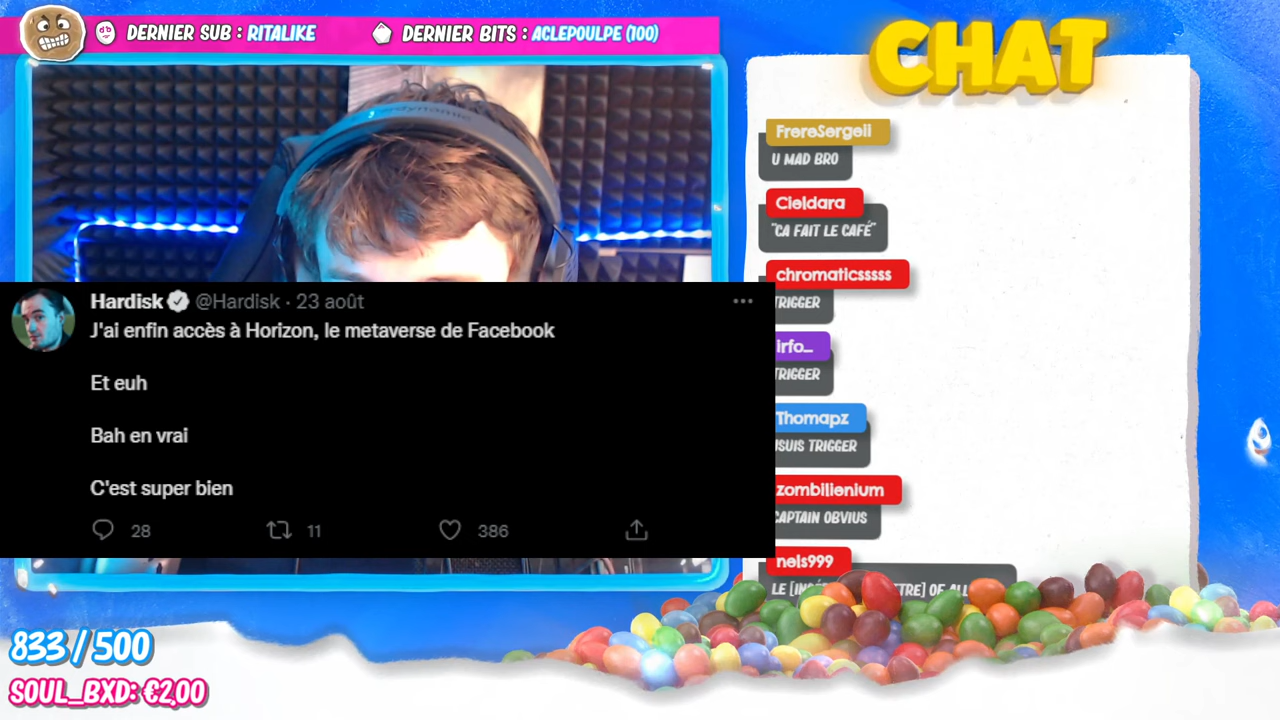 DERNIER SUB : RITALIKE
DERNIER BITS : ACLEPOULPE (100)
CHAT
FrereSergeii
U MAD BRO
Cieldara
"CA FAIT LE CAFÉ"
chromaticsssss
TRIGGER
irfo_
TRIGGER
Thomapz
JSUIS TRIGGER
zombilienium
CAPTAIN OBVIUS
nels999
Hardisk @Hardisk · 23 août
J'ai enfin accès à Horizon, le metaverse de Facebook
Et euh
Bah en vrai
C'est super bien
28 11 386
833 / 500
SOUL_BXD: €2,00